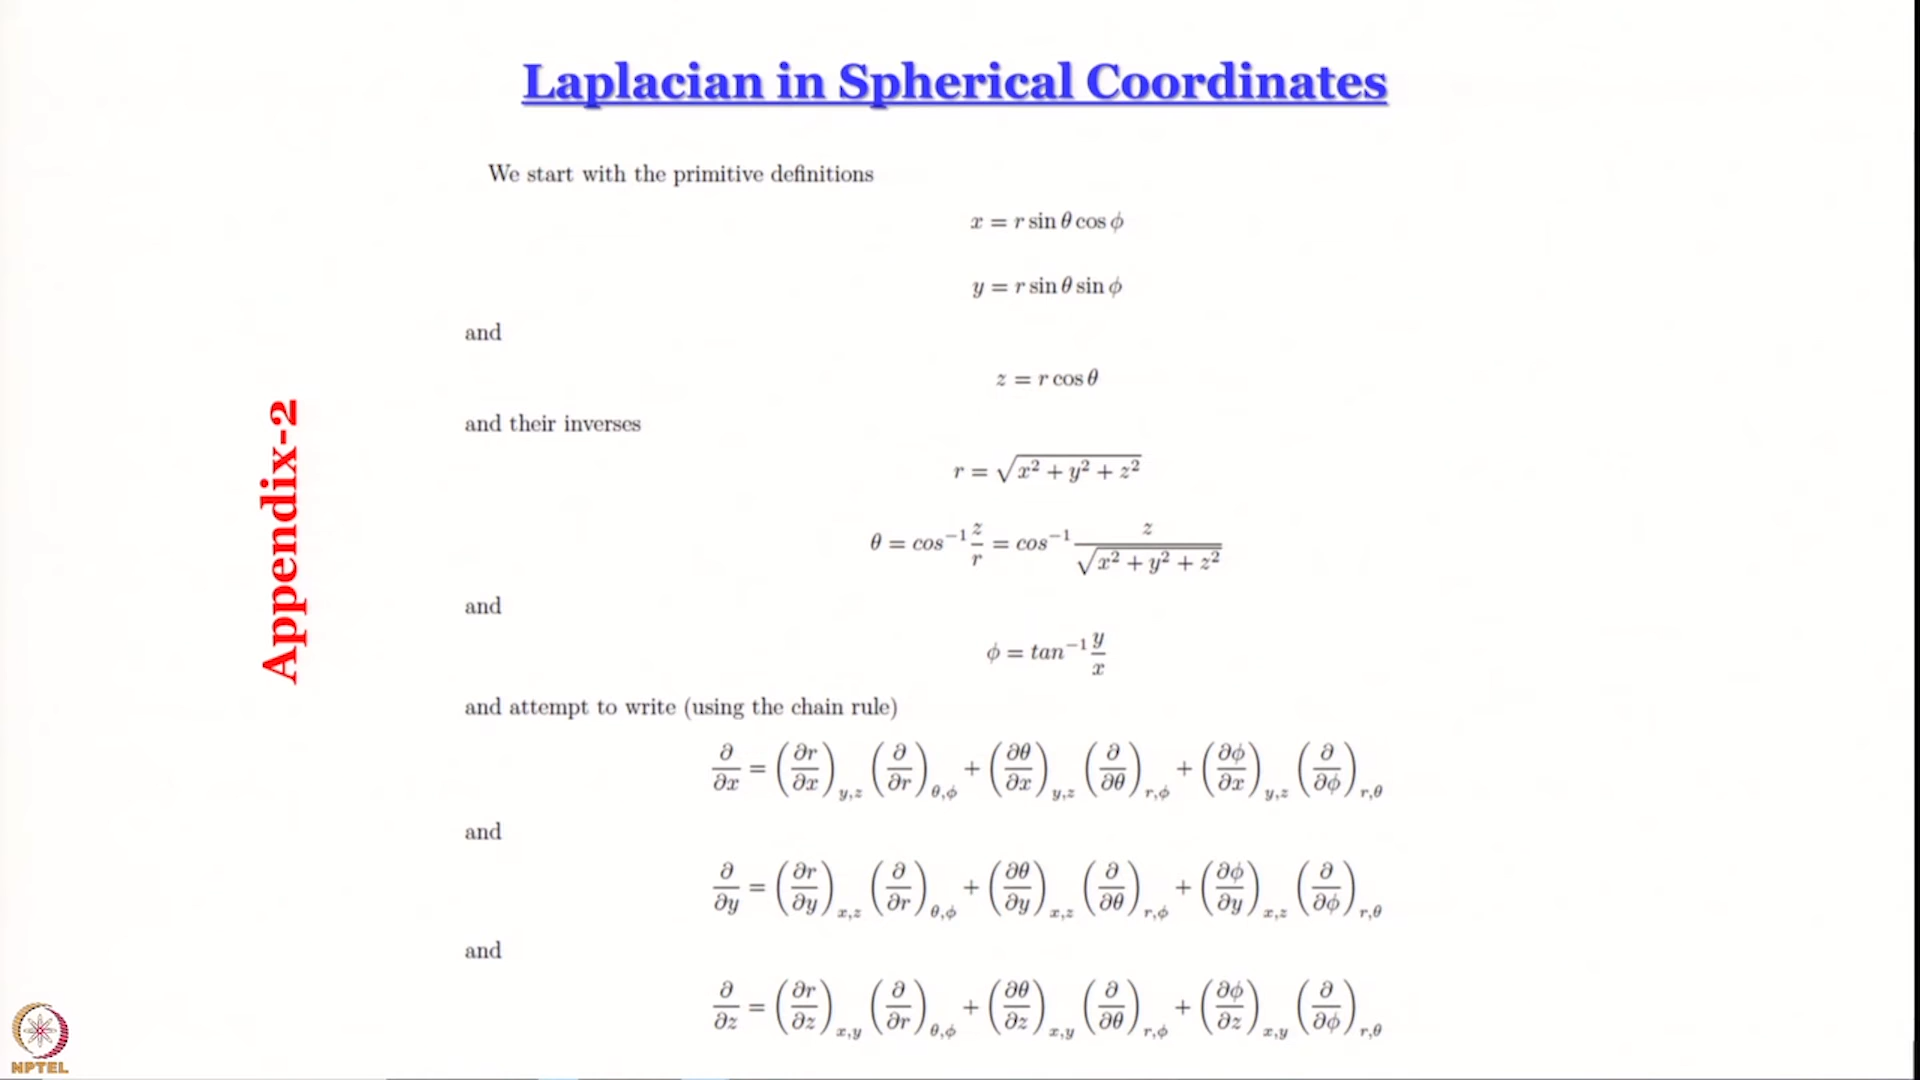 Laplacian in Spherical Coordinates
We start with the primitive definitions
x = r sin θ cos ϕ
y = r sin θ sin ϕ
and
z = r cos θ
and their inverses
r = √(x² + y² + z²)
θ = cos⁻¹ z/r = cos⁻¹ z/√(x² + y² + z²)
and
ϕ = tan⁻¹ y/x
and attempt to write (using the chain rule)
∂/∂x = (∂r/∂x)_{y,z} (∂/∂r)_{θ,ϕ} + (∂θ/∂x)_{y,z} (∂/∂θ)_{r,ϕ} + (∂ϕ/∂x)_{y,z} (∂/∂ϕ)_{r,θ}
and
∂/∂y = (∂r/∂y)_{x,z} (∂/∂r)_{θ,ϕ} + (∂θ/∂y)_{x,z} (∂/∂θ)_{r,ϕ} + (∂ϕ/∂y)_{x,z} (∂/∂ϕ)_{r,θ}
and
∂/∂z = (∂r/∂z)_{x,y} (∂/∂r)_{θ,ϕ} + (∂θ/∂z)_{x,y} (∂/∂θ)_{r,ϕ} + (∂ϕ/∂z)_{x,y} (∂/∂ϕ)_{r,θ}
Appendix-2
NPTEL